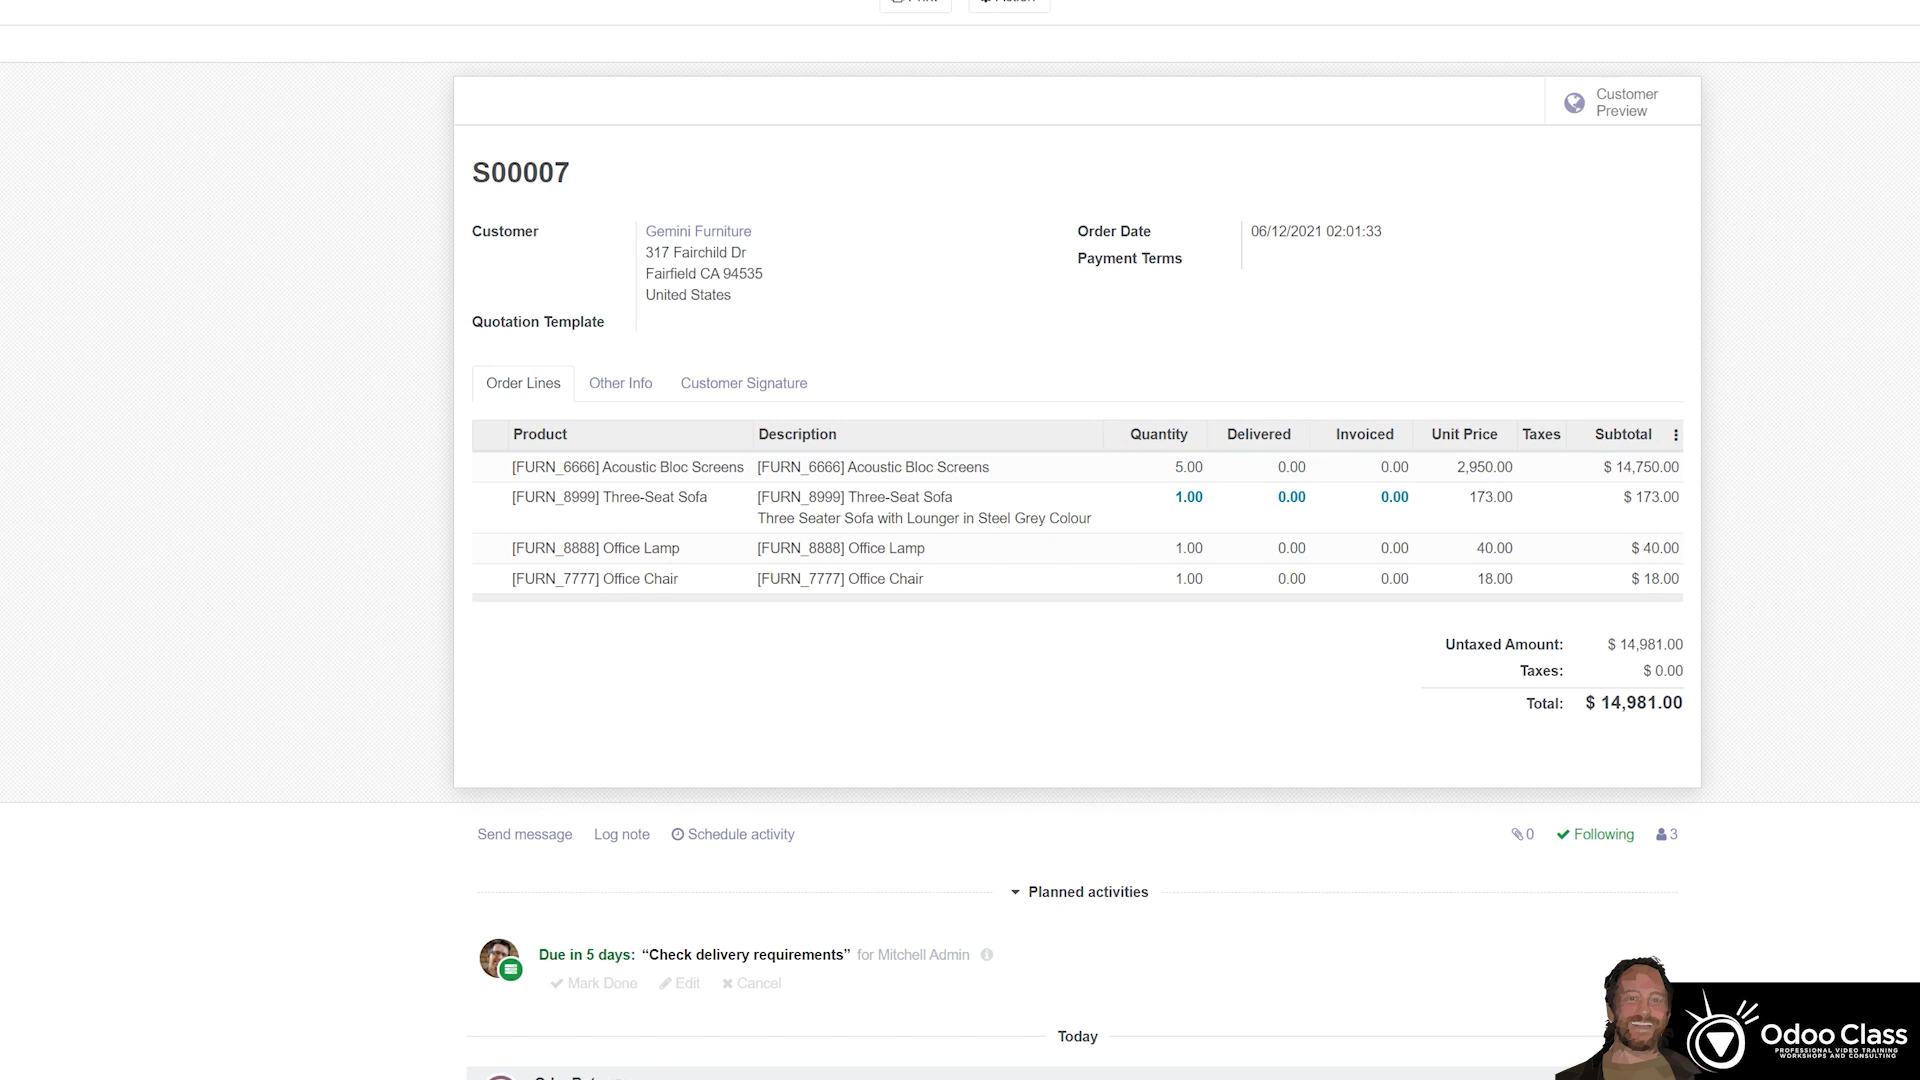 Print Action
Customer
Preview
S00007
Customer
Gemini Furniture
317 Fairchild Dr
Fairfield CA 94535
United States
Order Date 06/12/2021 02:01:33
Payment Terms
Quotation Template
Order Lines Other Info Customer Signature
Product Description Quantity Delivered Invoiced Unit Price Taxes Subtotal
[FURN_6666] Acoustic Bloc Screens [FURN_6666] Acoustic Bloc Screens 5.00 0.00 0.00 2,950.00 $ 14,750.00
[FURN_8999] Three-Seat Sofa [FURN_8999] Three-Seat Sofa 1.00 0.00 0.00 173.00 $ 173.00
Three Seater Sofa with Lounger in Steel Grey Colour
[FURN_8888] Office Lamp [FURN_8888] Office Lamp 1.00 0.00 0.00 40.00 $ 40.00
[FURN_7777] Office Chair [FURN_7777] Office Chair 1.00 0.00 0.00 18.00 $ 18.00
Untaxed Amount: $ 14,981.00
Taxes: $ 0.00
Total: $ 14,981.00
Send message Log note Schedule activity 0 Following 3
Planned activities
Due in 5 days: “Check delivery requirements” for Mitchell Admin
Mark Done Edit Cancel
Today
Odoo Class
PROFESSIONAL VIDEO TRAINING
WORKSHOPS AND CONSULTING